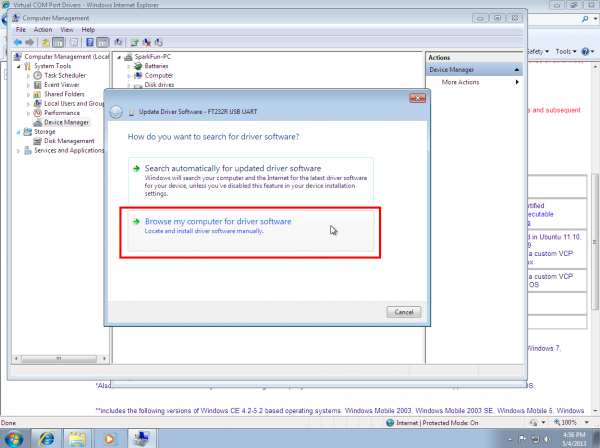 Virtual COM Port Drivers - Windows Internet Explorer
Computer Management
File Action View Help
Computer Management (Local
System Tools
Task Scheduler
Event Viewer
Shared Folders
Local Users and Group
Performance
Device Manager
Storage
Disk Management
Services and Applications
SparkFun-PC
Batteries
Computer
Disk drives
Actions
Device Manager
More Actions
Safety Tools
s and subsequent
Update Driver Software - FT232R USB UART
How do you want to search for driver software?
Search automatically for updated driver software
Windows will search your computer and the Internet for the latest driver software
for your device, unless you've disabled this feature in your device installation
settings.
Browse my computer for driver software
Locate and install driver software manually.
Cancel
rtified
ecutable
d in Ubuntu 11.10,
a custom VCP
a custom VCP
OS
Windows 7,
*Also
OS.
**includes the following versions of Windows CE 4.2-5.2 based operating systems: Windows Mobile 2003, Windows Mobile 2003 SE, Windows Mobile 5, Windows
Done
Internet | Protected Mode: On
100%
4:56 PM
5/4/2013